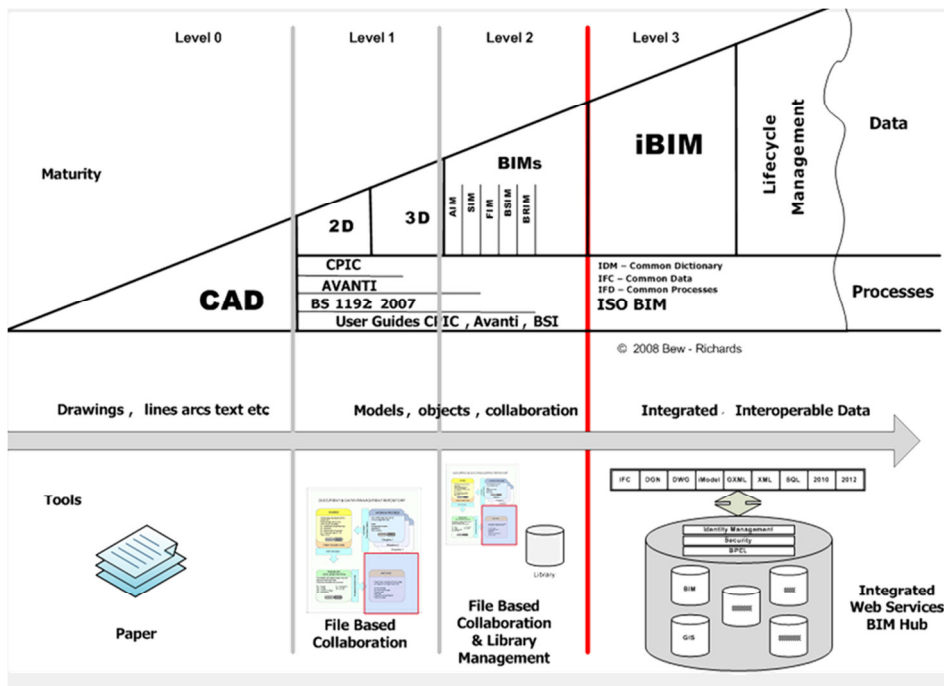 Level 0
Level 1
Level 2
Level 3
Maturity
CAD
2D
3D
BIMs
AIM
SIM
FIM
BSIM
BRIM
iBIM
Lifecycle
Management
Data
CPIC
AVANTI
BS 1192: 2007
User Guides CPIC , Avanti , BSI
IDM – Common Dictionary
IFC – Common Data
IFD – Common Processes
ISO BIM
Processes
© 2008 Bew - Richards
Drawings , lines arcs text etc
Models , objects , collaboration
Integrated , Interoperable Data
Tools
Paper
DOCUMENT & DATA MANAGEMENT REPOSITORY
File Based
Collaboration
Library
File Based
Collaboration
& Library
Management
IFC DGN DWG iModel GXML XML SQL 2010 2012
Identity Management
Security
BPEL
BIM
GIS
Integrated
Web Services
BIM Hub